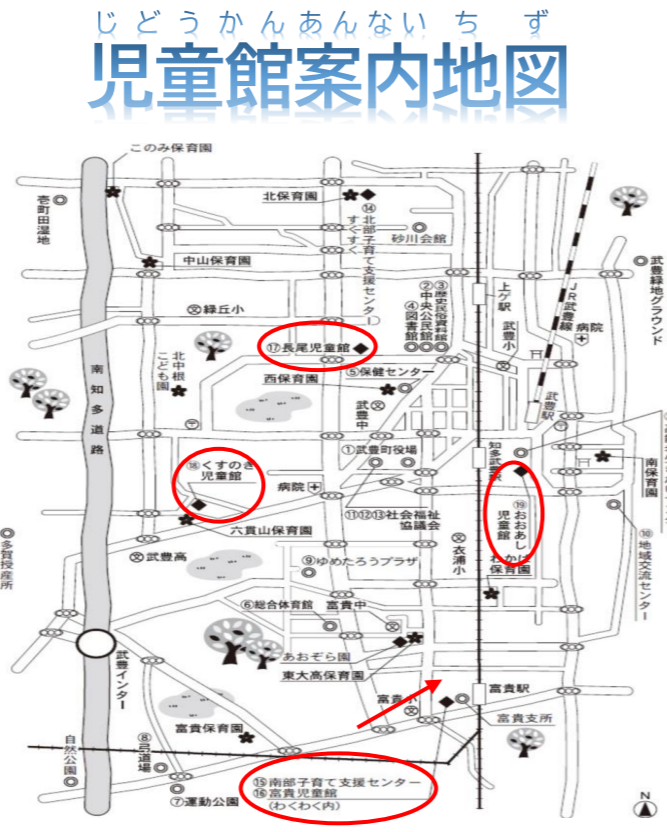 じどうかんあんないちず
児童館案内地図
このみ保育園
北保育園
壱町田湿地
⑭北部子育て支援センター
すくすく
砂川会館
中山保育園
武豊緑地グラウンド
⊗緑丘小
②中央公民館
③歴史民俗資料館
④図書館
上ゲ駅
JR武豊線
武豊小
病院
⑰長尾児童館
北中根
こども園
西保育園
⑤保健センター
南知多道路
武豊中
武豊駅
①武豊町役場
知多武豊駅
南保育園
⑱くすのき
児童館
病院
⑪⑫⑬社会福祉
協議会
⑲おおあし
児童館
六貫山保育園
⑩地域交流センター
多賀授産所
武豊高
⑨ゆめたろうプラザ
衣浦小
わかば
保育園
⑥総合体育館
富貴中
武豊インター
あおぞら園
東大高保育園
富貴小
富貴駅
富貴支所
富貴保育園
自然公園
⑧弓道場
⑦運動公園
⑮南部子育て支援センター
⑯富貴児童館
(わくわく内)
N